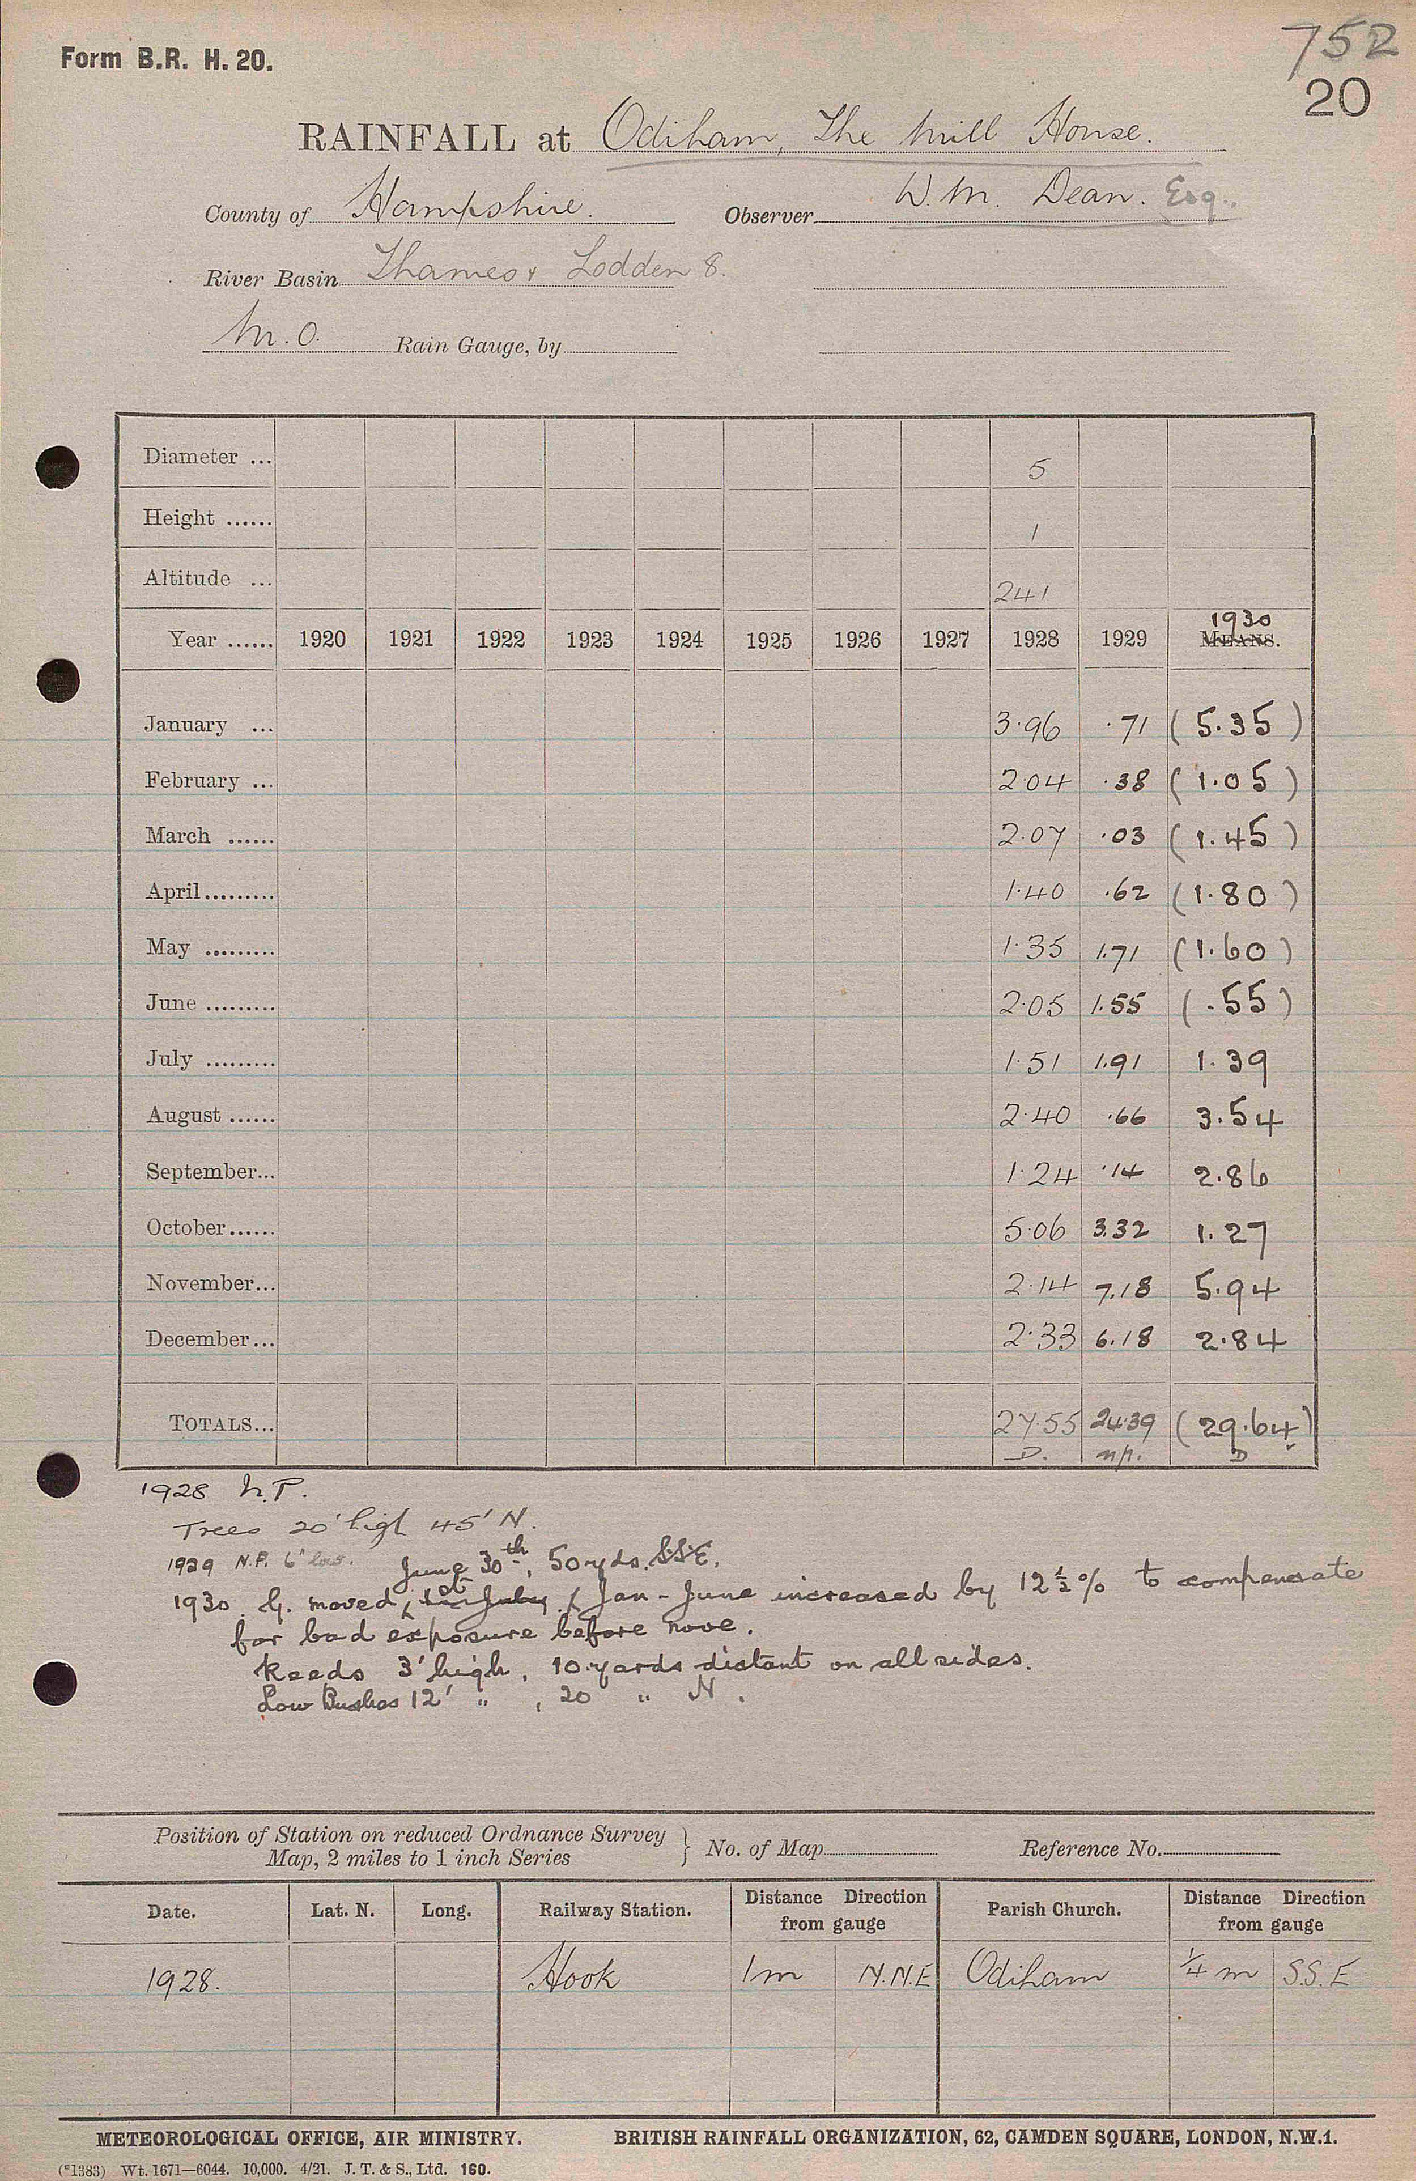 Form B.R. H. 20.
752
20
RAINFALL at Odiham, The Mill House.
County of Hampshire. Observer W. M. Dean. Esq.
River Basin Thames & Lodden 8.
M.O. Rain Gauge, by
Diameter ... 5
Height ...... 1
Altitude ... 241
Year ...... 1920 1921 1922 1923 1924 1925 1926 1927 1928 1929 1930 MEANS.
January ... 3.96 .71 (5.35)
February ... 2.04 .38 (1.05)
March ...... 2.07 .03 (1.45)
April......... 1.40 .62 (1.80)
May ......... 1.35 1.71 (1.60)
June ......... 2.05 1.55 (.55)
July ......... 1.51 1.91 1.39
August ...... 2.40 .66 3.54
September... 1.24 .14 2.86
October...... 5.06 3.32 1.27
November... 2.14 7.18 5.94
December... 2.33 6.18 2.84
TOTALS... 27.55 24.39 (29.64)
D. n/p. D
1928 N.P.
Trees 20' high 45' N.
1929 N.P. 6' low.
June 30th, 50 yds. SSE.
1930 G. moved 1st July. (Jan - June increased by 12½% to compensate
for bad exposure before move.
Reeds 3' high, 10 yards distant on all sides.
Low Bushes 12' " , 20 " N.
Position of Station on reduced Ordnance Survey
Map, 2 miles to 1 inch Series } No. of Map Reference No.
Date. Lat. N. Long. Railway Station. Distance Direction from gauge Parish Church. Distance Direction from gauge
1928. Hook 1m N.N.E Odiham ¼ m S.S.E
METEOROLOGICAL OFFICE, AIR MINISTRY. BRITISH RAINFALL ORGANIZATION, 62, CAMDEN SQUARE, LONDON, N.W.1.
(*1383) Wt. 1671—6044. 10,000. 4/21. J. T. & S., Ltd. 160.